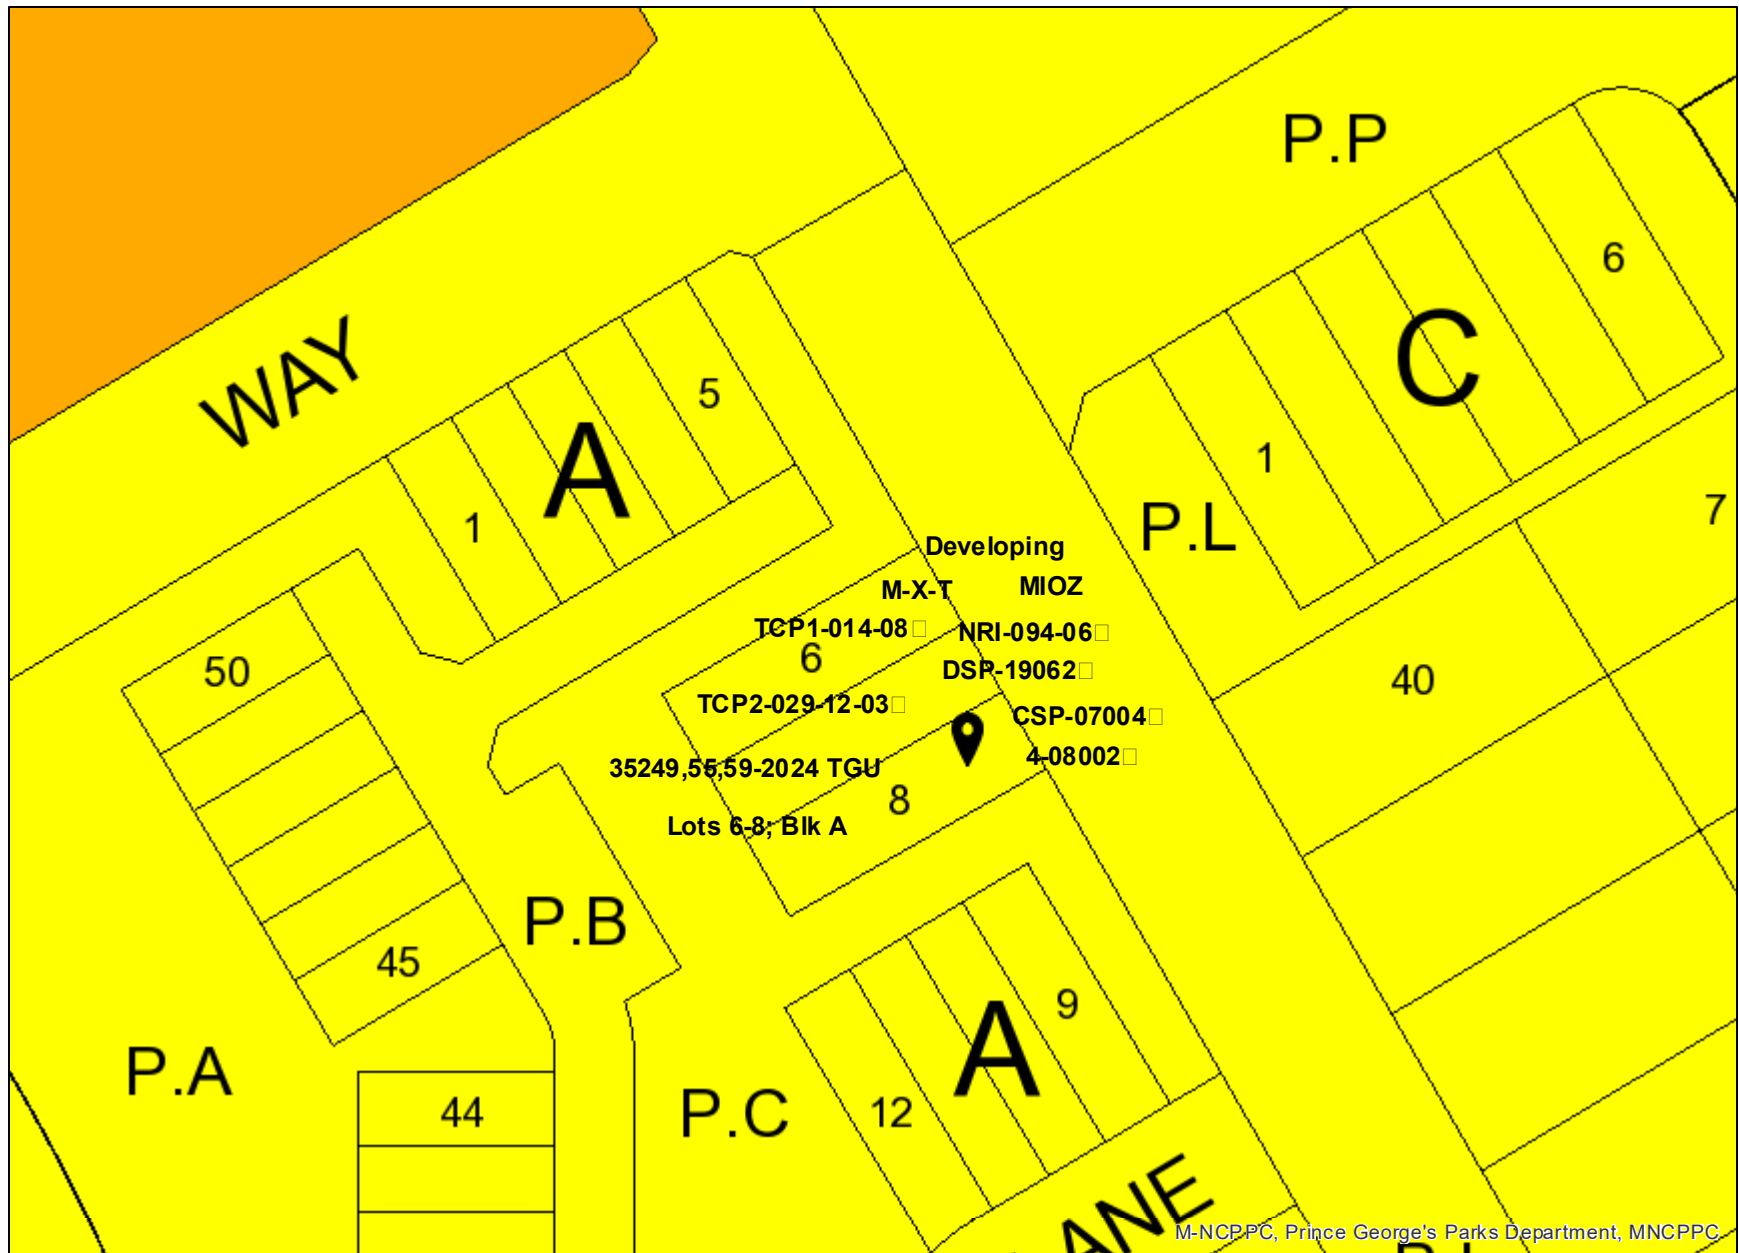 P.P
6
C
WAY
5
A
1
1
7
P.L
Developing
M-X-T MIOZ
TCP1-014-08 NRI-094-06
6
50
DSP-19062
40
TCP2-029-12-03
CSP-07004
4-08002
35249,55,59-2024 TGU
8
Lots 6-8; Blk A
P.B
45
9
A
P.A
44
P.C
12
ANE
M-NCPPC, Prince George's Parks Department, MNCPPC